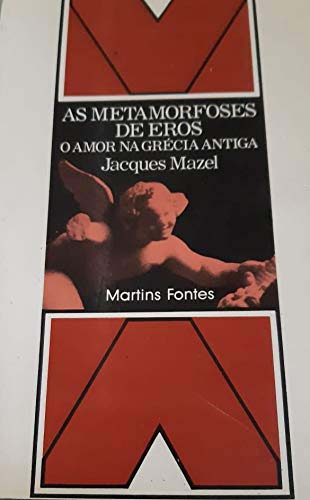 AS METAMORFOSES
DE EROS
O AMOR NA GRÉCIA ANTIGA
Jacques Mazel
Martins Fontes